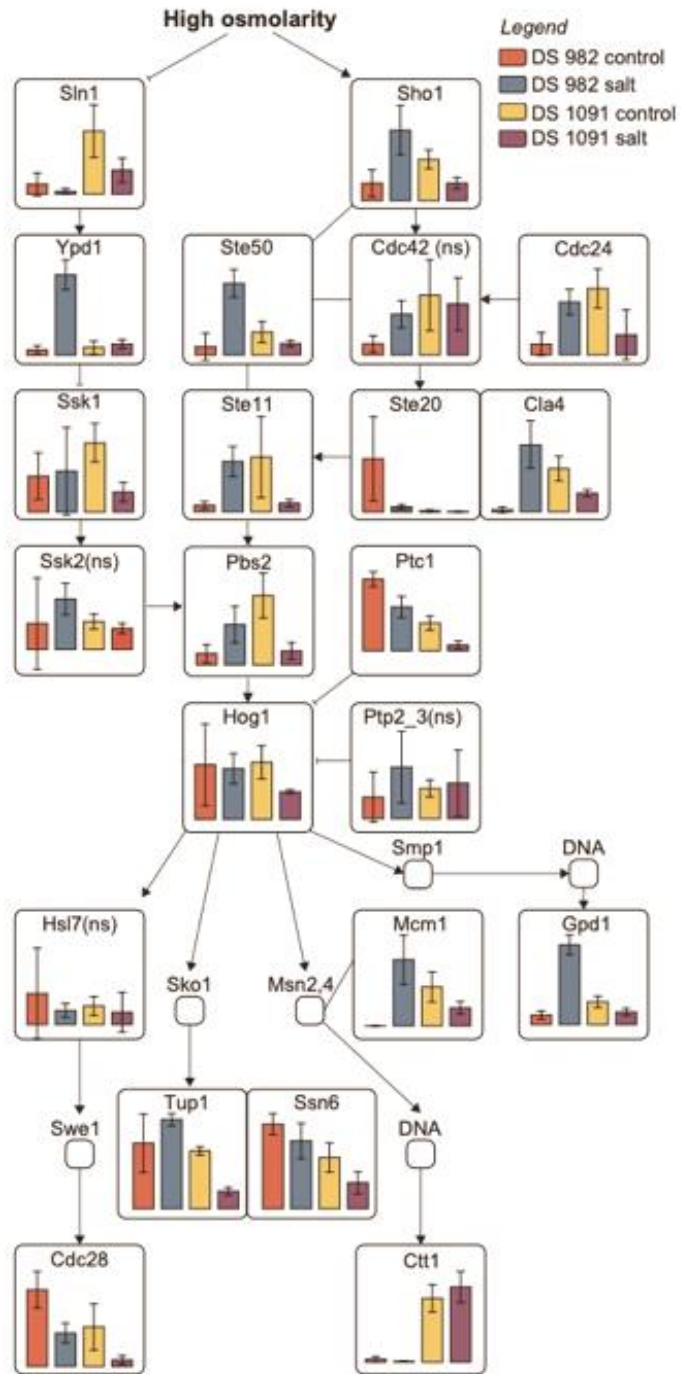 High osmolarity
Legend
DS 982 control
DS 982 salt
DS 1091 control
DS 1091 salt
Sln1
Sho1
Ypd1
Ste50
Cdc42 (ns)
Cdc24
Ssk1
Ste11
Ste20
Cla4
Ssk2(ns)
Pbs2
Ptc1
Hog1
Ptp2_3(ns)
Smp1
DNA
Hsl7(ns)
Sko1
Msn2,4
Mcm1
Gpd1
Swe1
Tup1
Ssn6
DNA
Cdc28
Ctt1